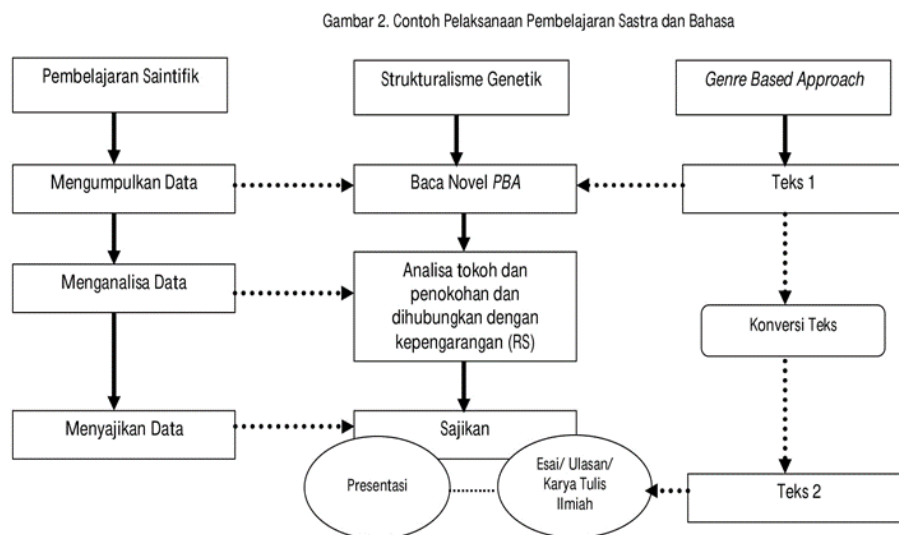 Gambar 2. Contoh Pelaksanaan Pembelajaran Sastra dan Bahasa
Pembelajaran Saintifik
Strukturalisme Genetik
Genre Based Approach
Mengumpulkan Data
Baca Novel PBA
Teks 1
Menganalisa Data
Analisa tokoh dan
penokohan dan
dihubungkan dengan
kepengarangan (RS)
Konversi Teks
Menyajikan Data
Sajikan
Presentasi
Esai/ Ulasan/
Karya Tulis
Ilmiah
Teks 2